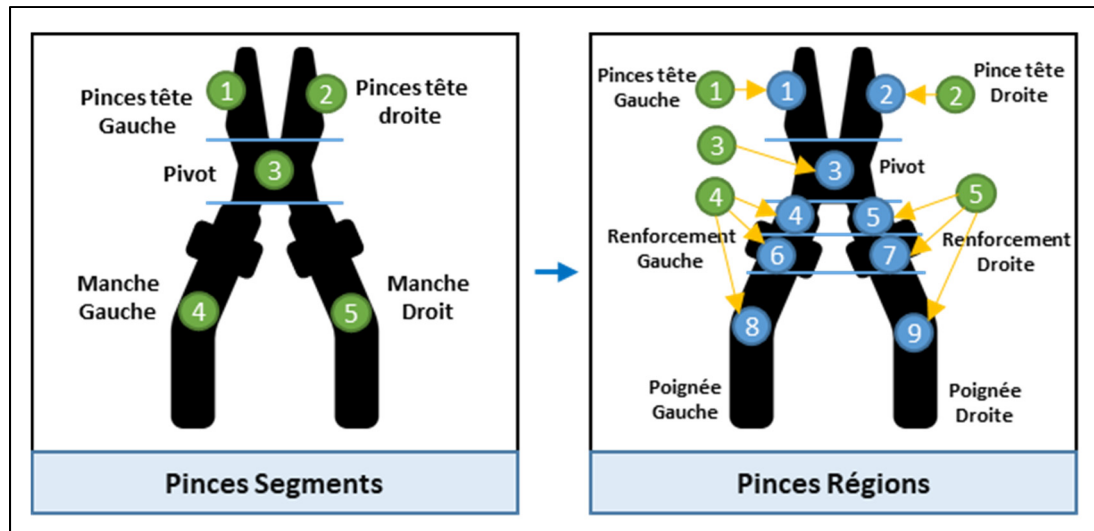 1
2
Pinces tête
Gauche
Pinces tête
droite
Pivot
3
Manche
Gauche
Manche
Droit
4
5
Pinces Segments
Pinces tête
Gauche
1
1
2
2
Pince tête
Droite
3
3
Pivot
4
4
5
5
Renforcement
Gauche
6
7
Renforcement
Droite
8
9
Poignée
Gauche
Poignée
Droite
Pinces Régions